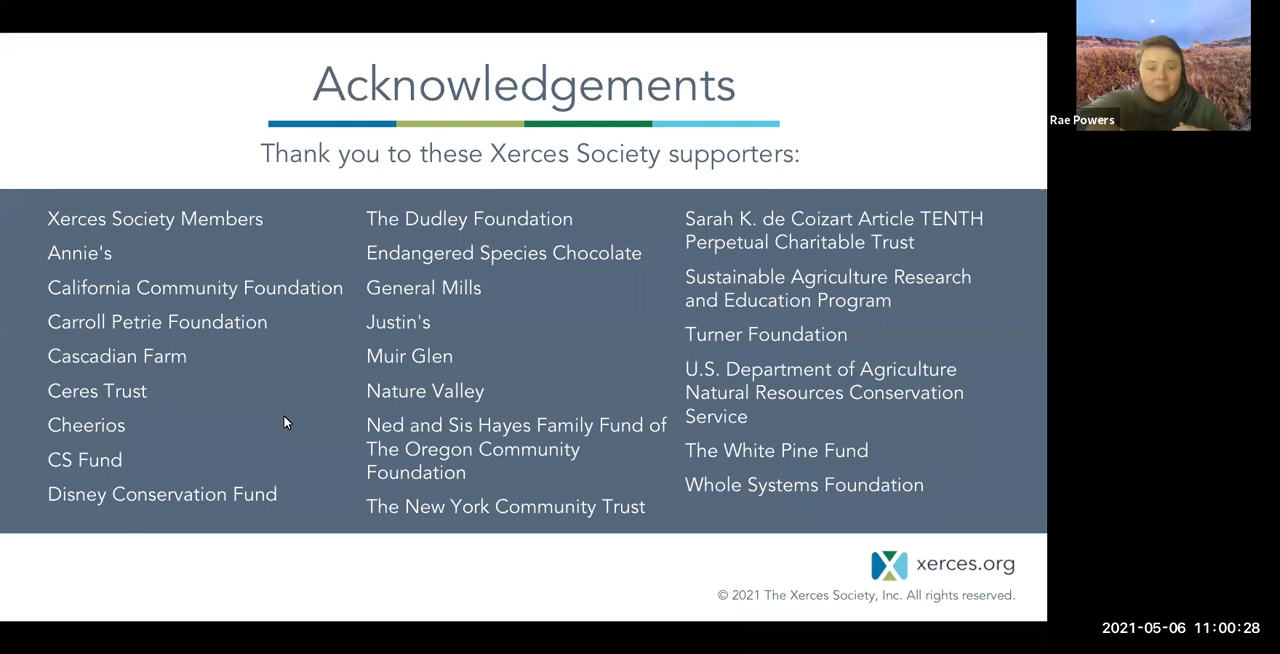 Acknowledgements
Thank you to these Xerces Society supporters:
Xerces Society Members
Annie's
California Community Foundation
Carroll Petrie Foundation
Cascadian Farm
Ceres Trust
Cheerios
CS Fund
Disney Conservation Fund
The Dudley Foundation
Endangered Species Chocolate
General Mills
Justin's
Muir Glen
Nature Valley
Ned and Sis Hayes Family Fund of
The Oregon Community
Foundation
The New York Community Trust
Sarah K. de Coizart Article TENTH
Perpetual Charitable Trust
Sustainable Agriculture Research
and Education Program
Turner Foundation
U.S. Department of Agriculture
Natural Resources Conservation
Service
The White Pine Fund
Whole Systems Foundation
xerces.org
© 2021 The Xerces Society, Inc. All rights reserved.
Rae Powers
2021-05-06 11:00:28